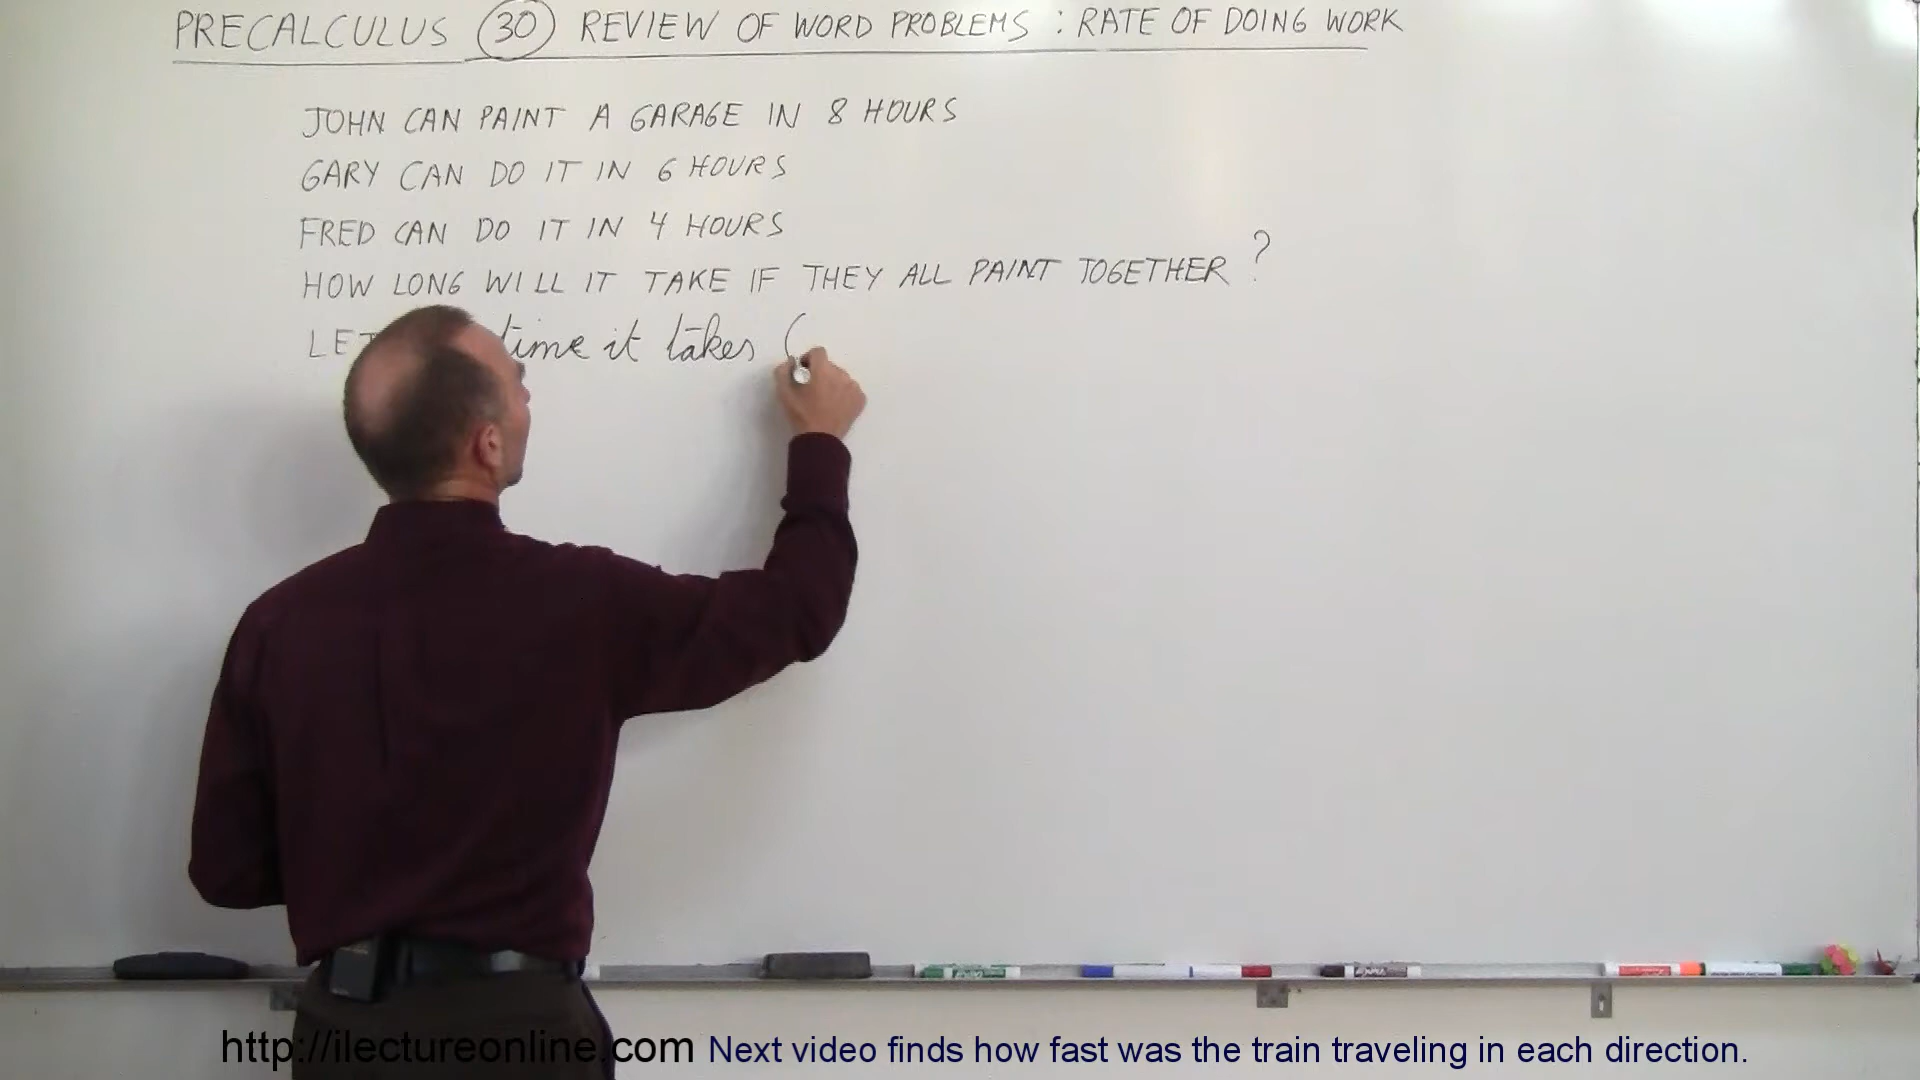 PRECALCULUS 30 REVIEW OF WORD PROBLEMS : RATE OF DOING WORK
JOHN CAN PAINT A GARAGE IN 8 HOURS
GARY CAN DO IT IN 6 HOURS
FRED CAN DO IT IN 4 HOURS
HOW LONG WILL IT TAKE IF THEY ALL PAINT TOGETHER ?
LET time it takes (
http://ilectureonline.com Next video finds how fast was the train traveling in each direction.